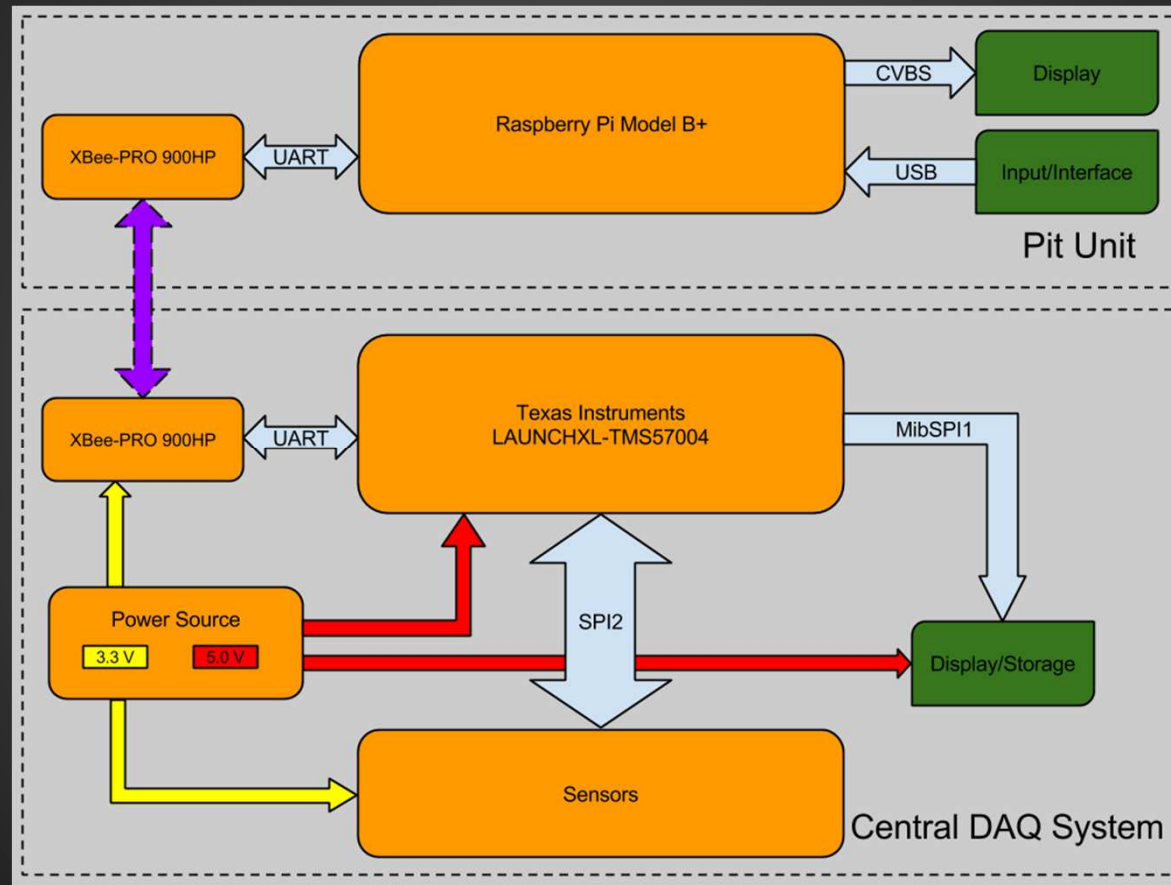 Raspberry Pi Model B+
CVBS
Display
XBee-PRO 900HP
UART
USB
Input/Interface
Pit Unit
Texas Instruments
LAUNCHXL-TMS57004
XBee-PRO 900HP
UART
MibSPI1
Power Source
3.3 V
5.0 V
SPI2
Display/Storage
Sensors
Central DAQ System